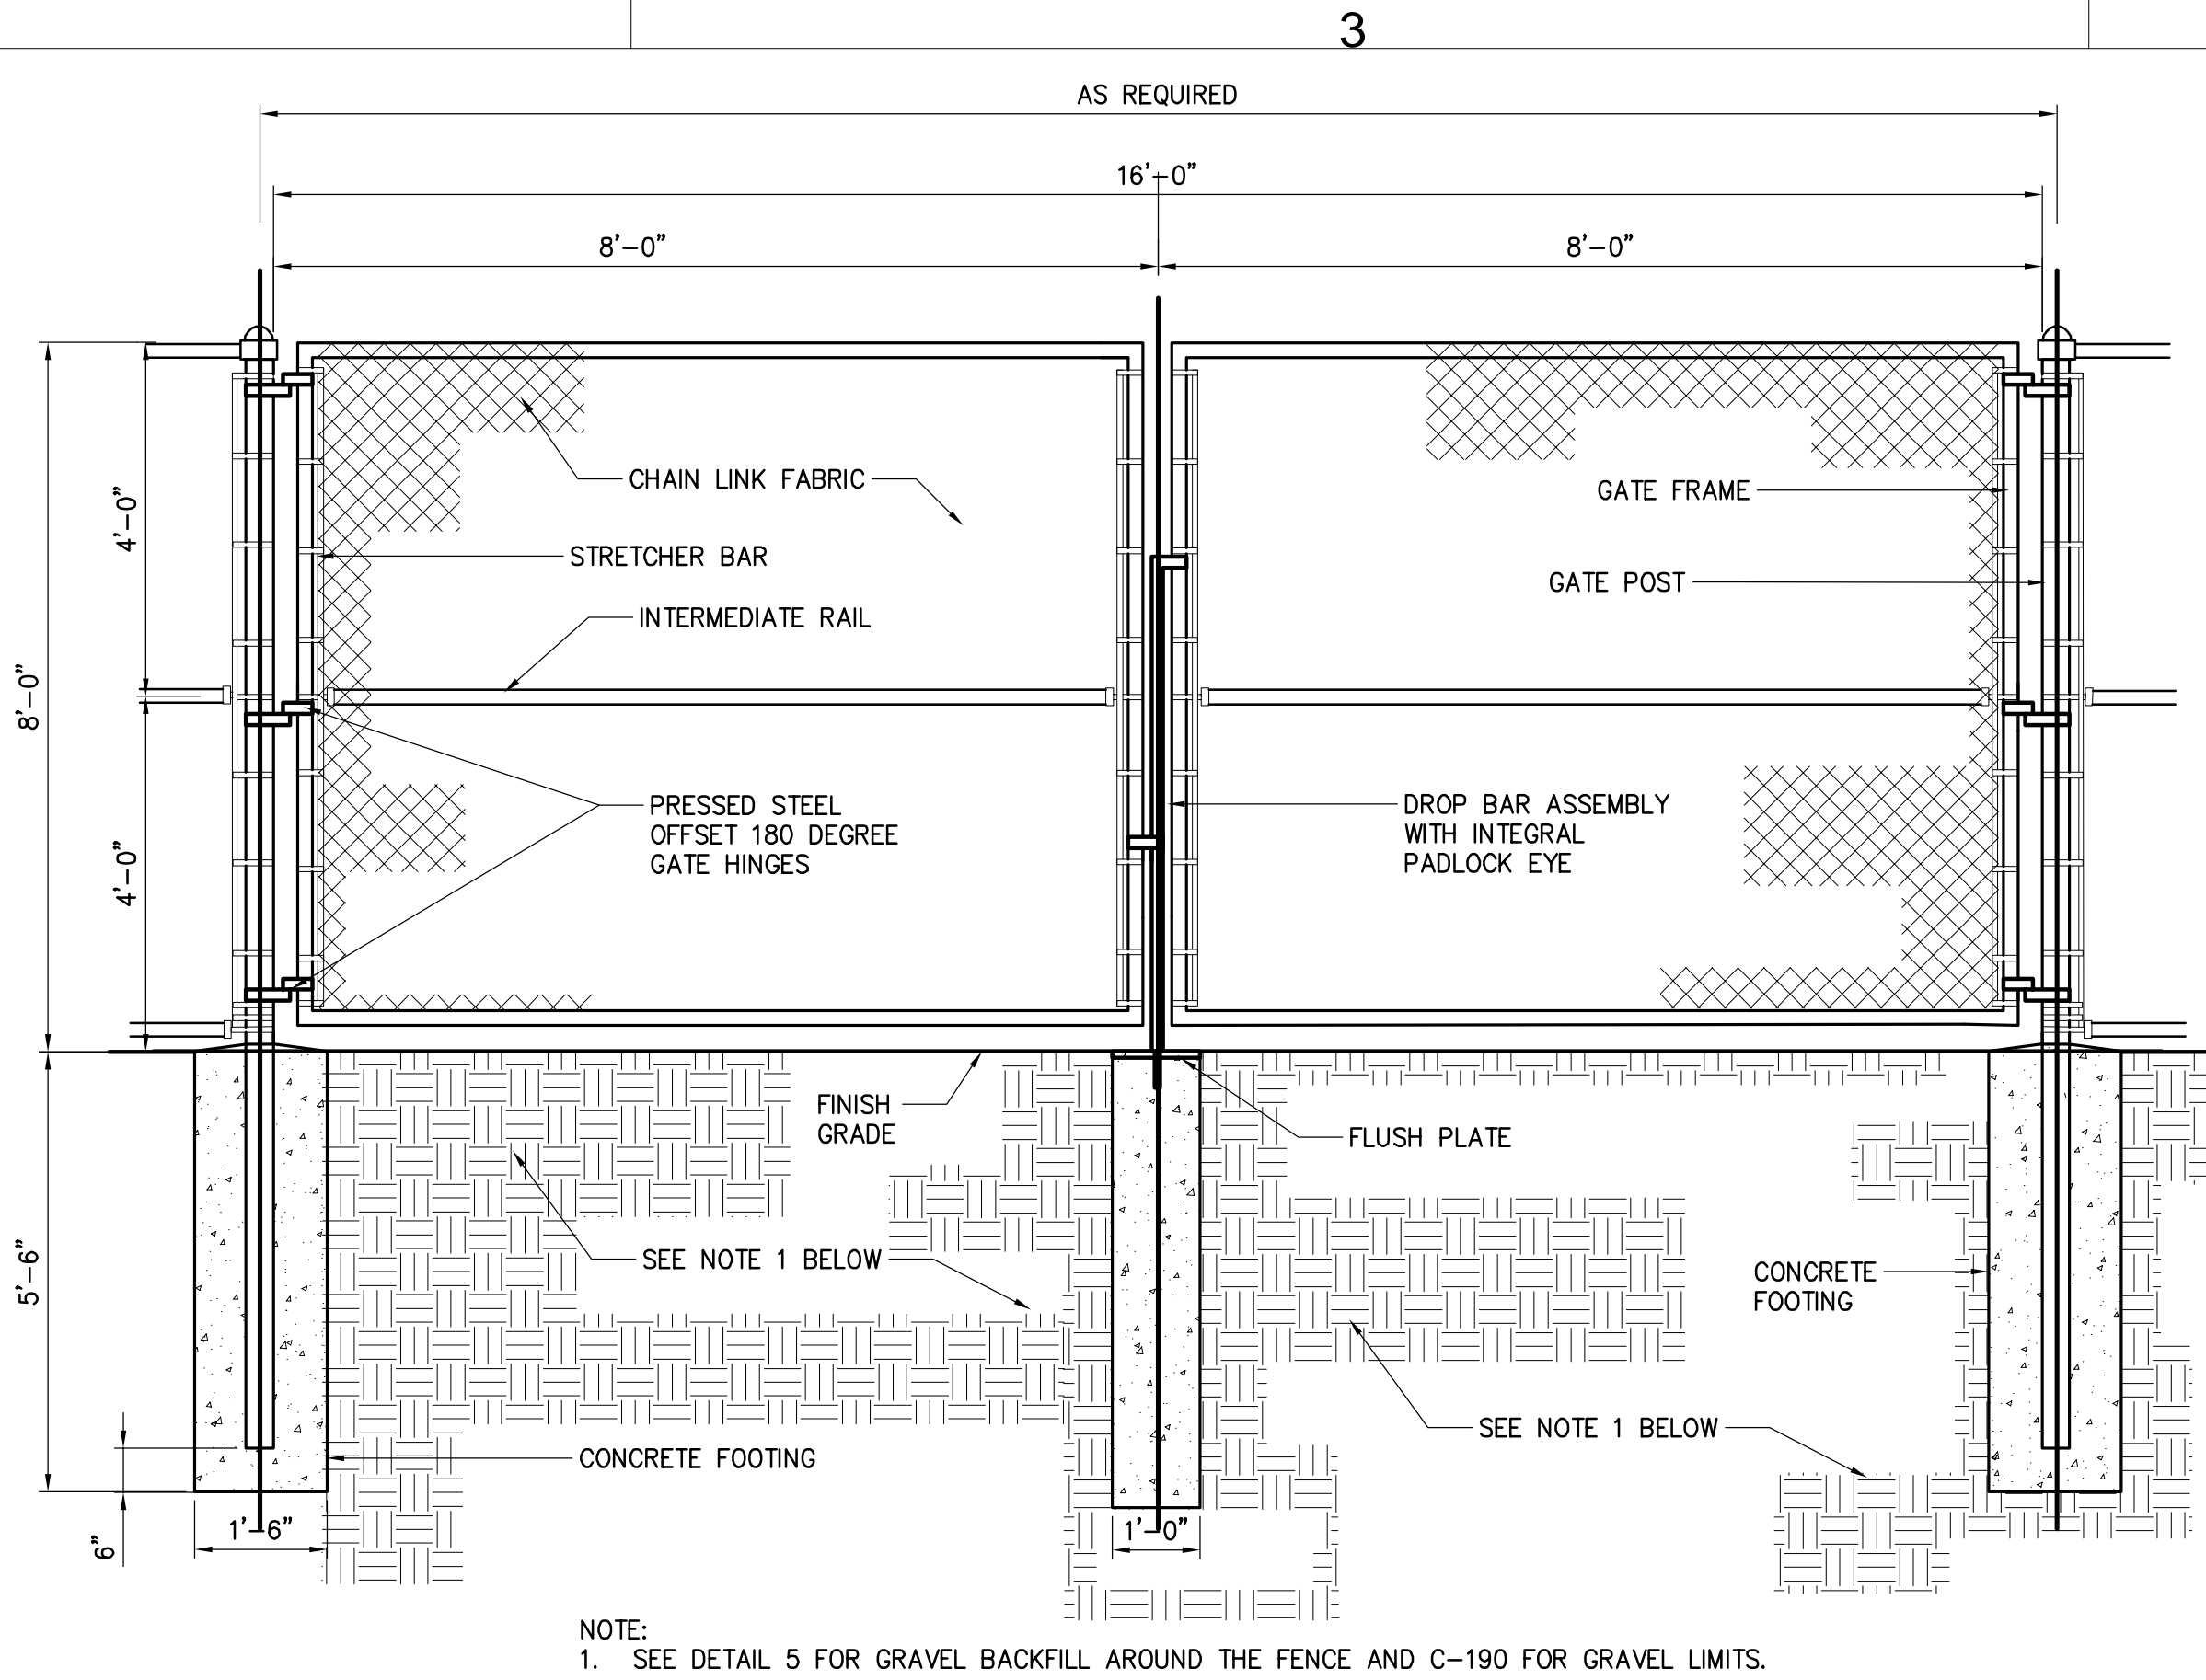 3
AS REQUIRED
16'-0"
8'-0"
8'-0"
CHAIN LINK FABRIC
GATE FRAME
4'-0"
STRETCHER BAR
GATE POST
INTERMEDIATE RAIL
8'-0"
PRESSED STEEL
OFFSET 180 DEGREE
GATE HINGES
DROP BAR ASSEMBLY
WITH INTEGRAL
PADLOCK EYE
4'-0"
FINISH
GRADE
FLUSH PLATE
SEE NOTE 1 BELOW
5'-6"
CONCRETE
FOOTING
SEE NOTE 1 BELOW
CONCRETE FOOTING
1'-6"
1'-0"
6"
NOTE:
1. SEE DETAIL 5 FOR GRAVEL BACKFILL AROUND THE FENCE AND C-190 FOR GRAVEL LIMITS.